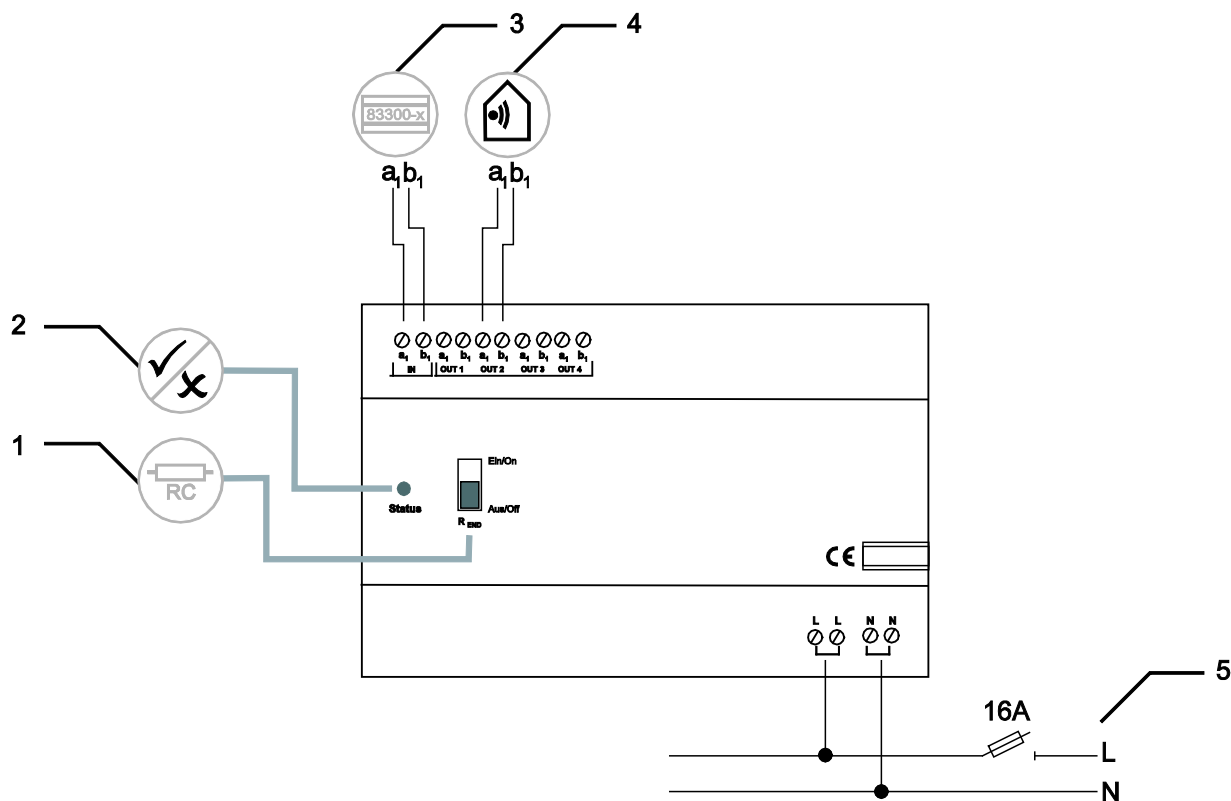 3 4
83300-x
a₁ b₁ a₁ b₁
2
a₁ b₁ a₁ b₁ a₁ b₁ a₁ b₁ a₁ b₁
IN OUT 1 OUT 2 OUT 3 OUT 4
1
RC
Ein/On
Status
Aus/Off
R END
CE
L L N N
5
16A
L
N